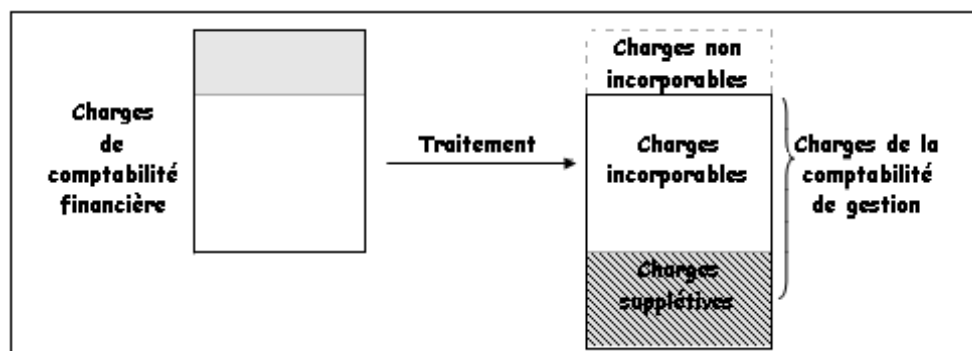 Charges
de
comptabilité
financière
Traitement
Charges non
incorporables
Charges
incorporables
Charges
supplétives
Charges de la
comptabilité
de gestion